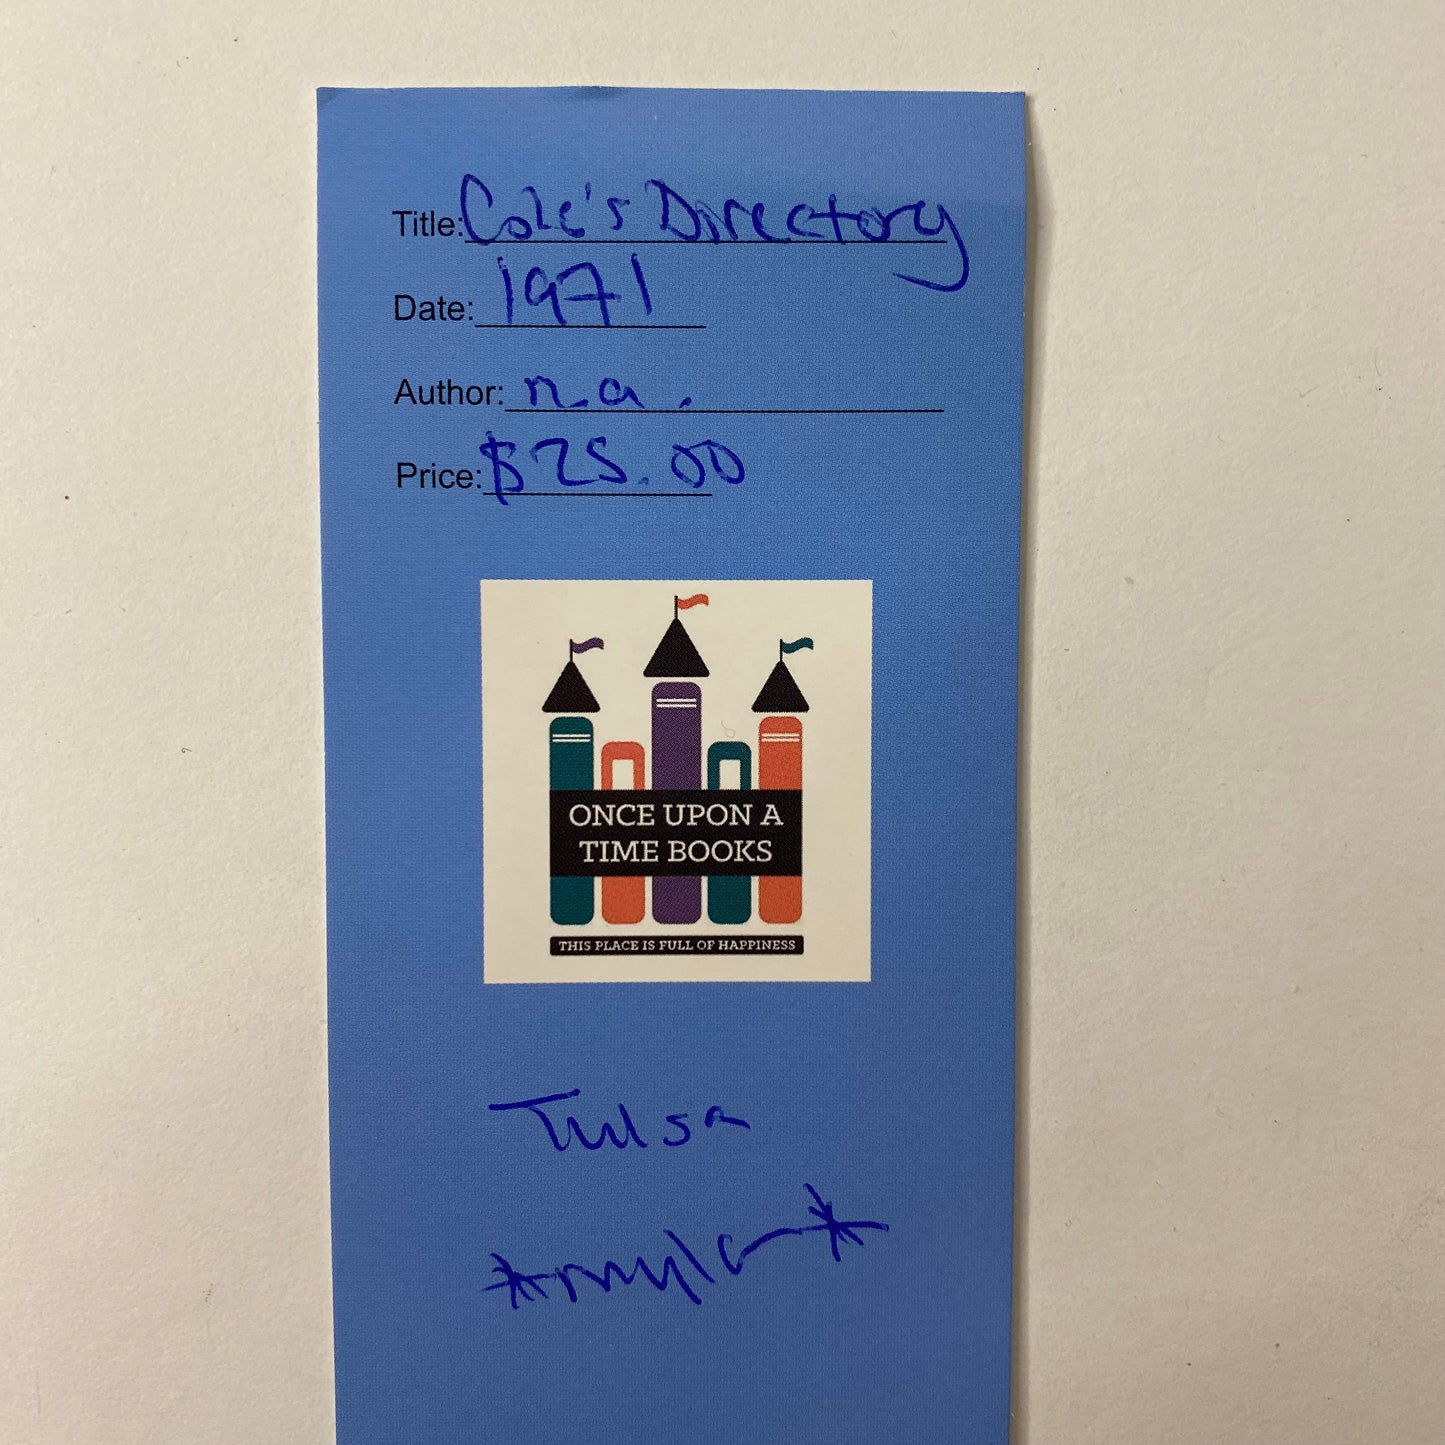 Title: Cole's Directory
Date: 1971
Author: n.a.
Price: $25.00
ONCE UPON A
TIME BOOKS
THIS PLACE IS FULL OF HAPPINESS
Tulsa
*mylar*